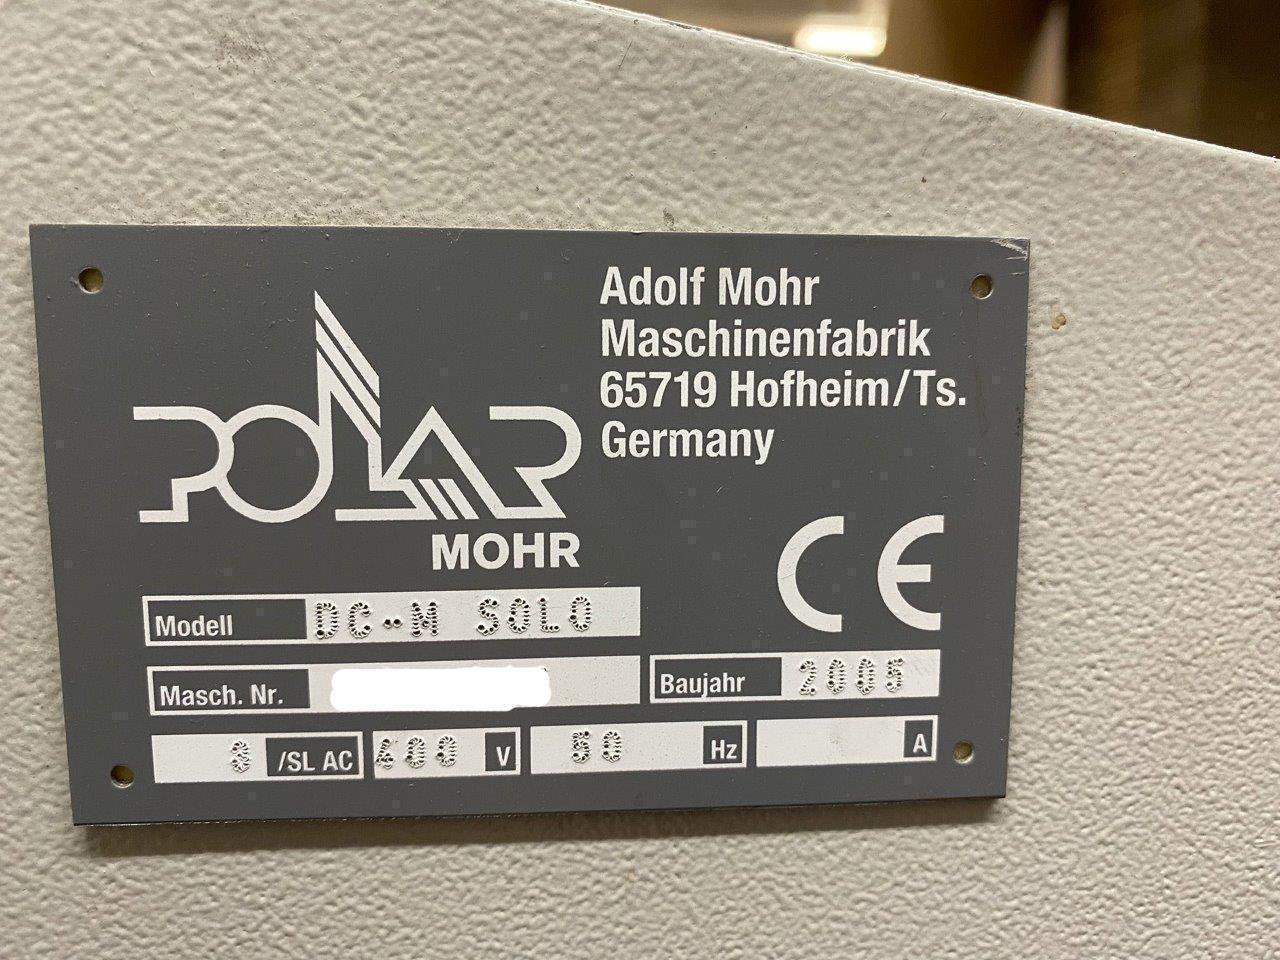 POLAR
MOHR
Adolf Mohr
Maschinenfabrik
65719 Hofheim/Ts.
Germany
CE
Modell DC-M SOLO
Masch. Nr.
Baujahr 2005
3 /SL AC 400 V 50 Hz A